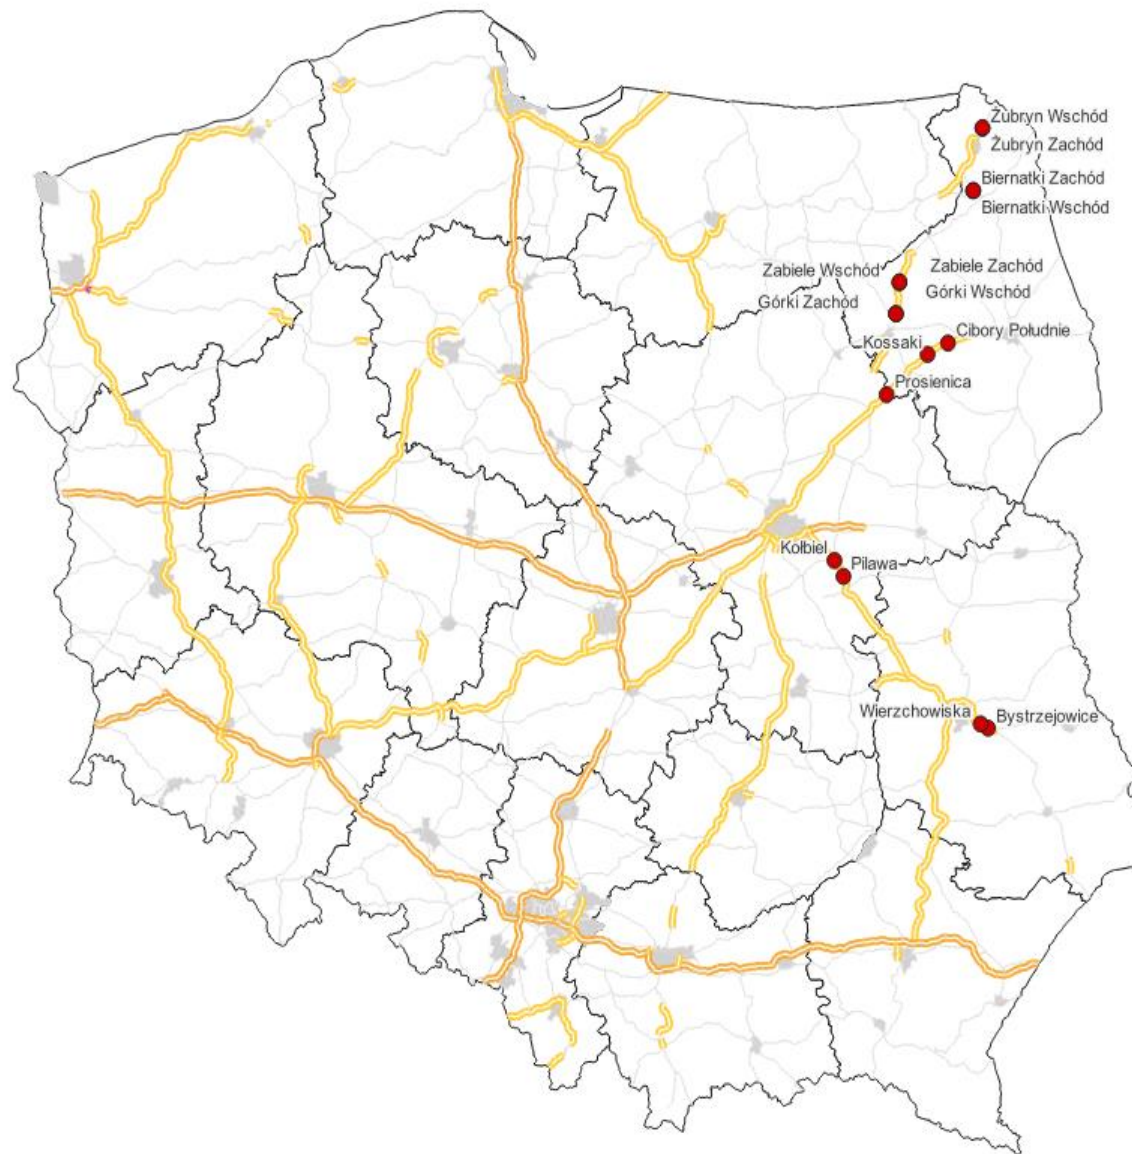 Żubryn Wschód
Żubryn Zachód
Biernatki Zachód
Biernatki Wschód
Zabiele Wschód
Zabiele Zachód
Górki Wschód
Górki Zachód
Cibory Południe
Kossaki
Prosienica
Kołbiel
Pilawa
Wierzchowiska
Bystrzejowice